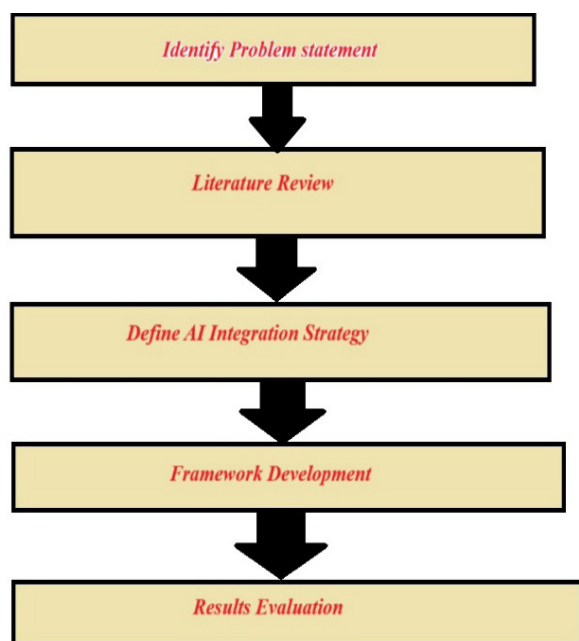 Identify Problem statement
Literature Review
Define AI Integration Strategy
Framework Development
Results Evaluation